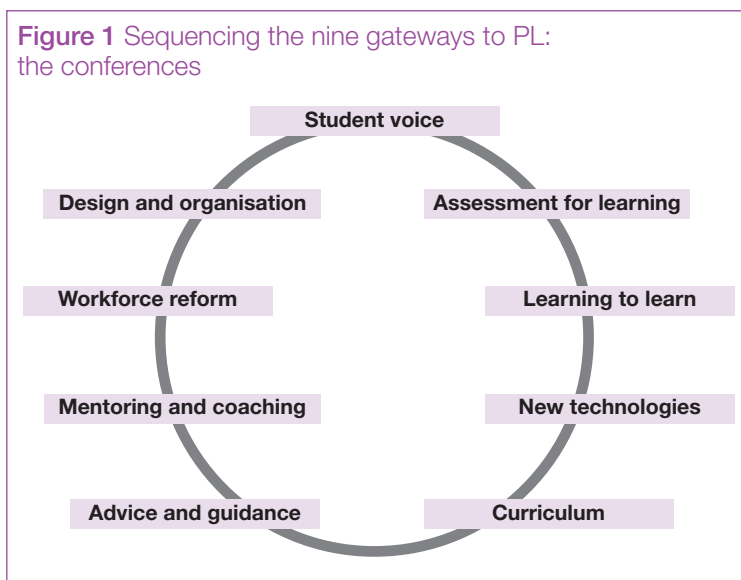 Figure 1 Sequencing the nine gateways to PL:
the conferences
Student voice
Design and organisation
Assessment for learning
Workforce reform
Learning to learn
Mentoring and coaching
New technologies
Advice and guidance
Curriculum